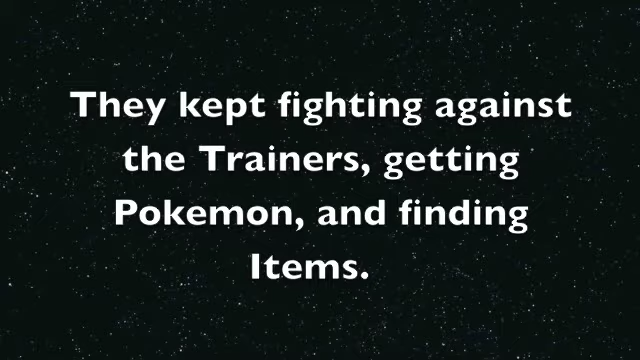 They kept fighting against
the Trainers, getting
Pokemon, and finding
Items.